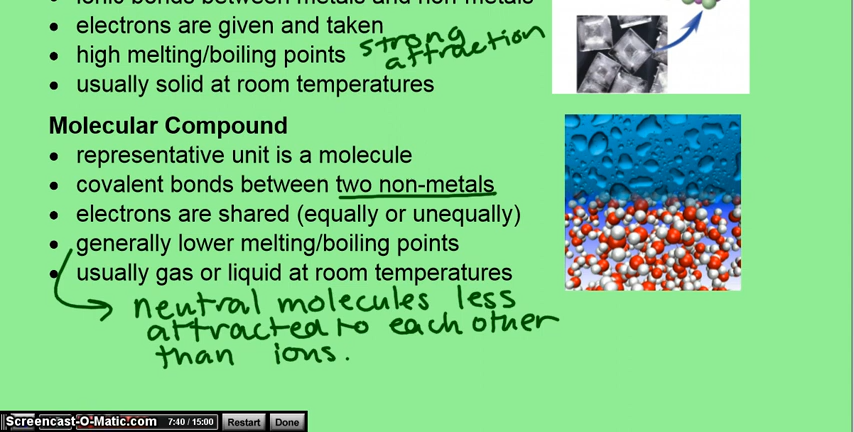 ionic bonds between metals and non-metals
• electrons are given and taken
• high melting/boiling points strong attraction
• usually solid at room temperatures
Molecular Compound
• representative unit is a molecule
• covalent bonds between two non-metals
• electrons are shared (equally or unequally)
• generally lower melting/boiling points
• usually gas or liquid at room temperatures
neutral molecules less
attracted to each other
than ions.
Screencast-O-Matic.com 7:40 / 15:00 Restart Done